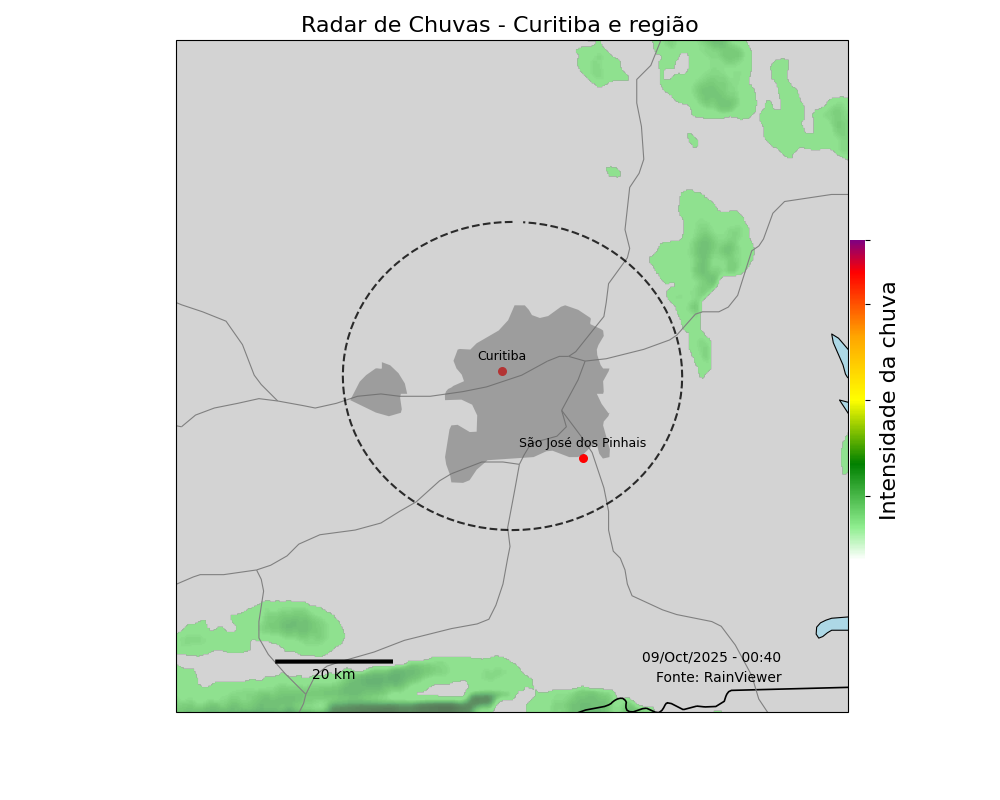 Radar de Chuvas - Curitiba e região
Curitiba
São José dos Pinhais
Intensidade da chuva
09/Oct/2025 - 00:40
Fonte: RainViewer
20 km